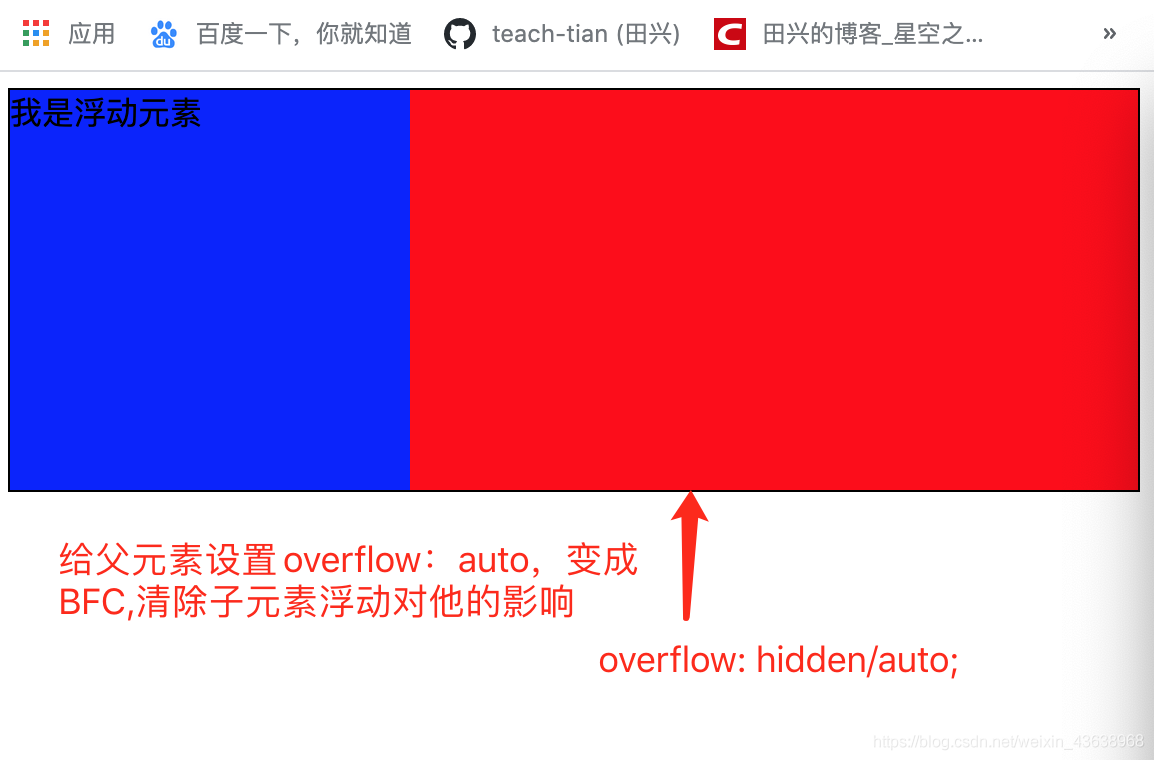 应用 百度一下，你就知道 teach-tian (田兴) 田兴的博客_星空之... »
我是浮动元素
给父元素设置overflow：auto，变成
BFC,清除子元素浮动对他的影响
overflow: hidden/auto;
https://blog.csdn.net/weixin_43638968